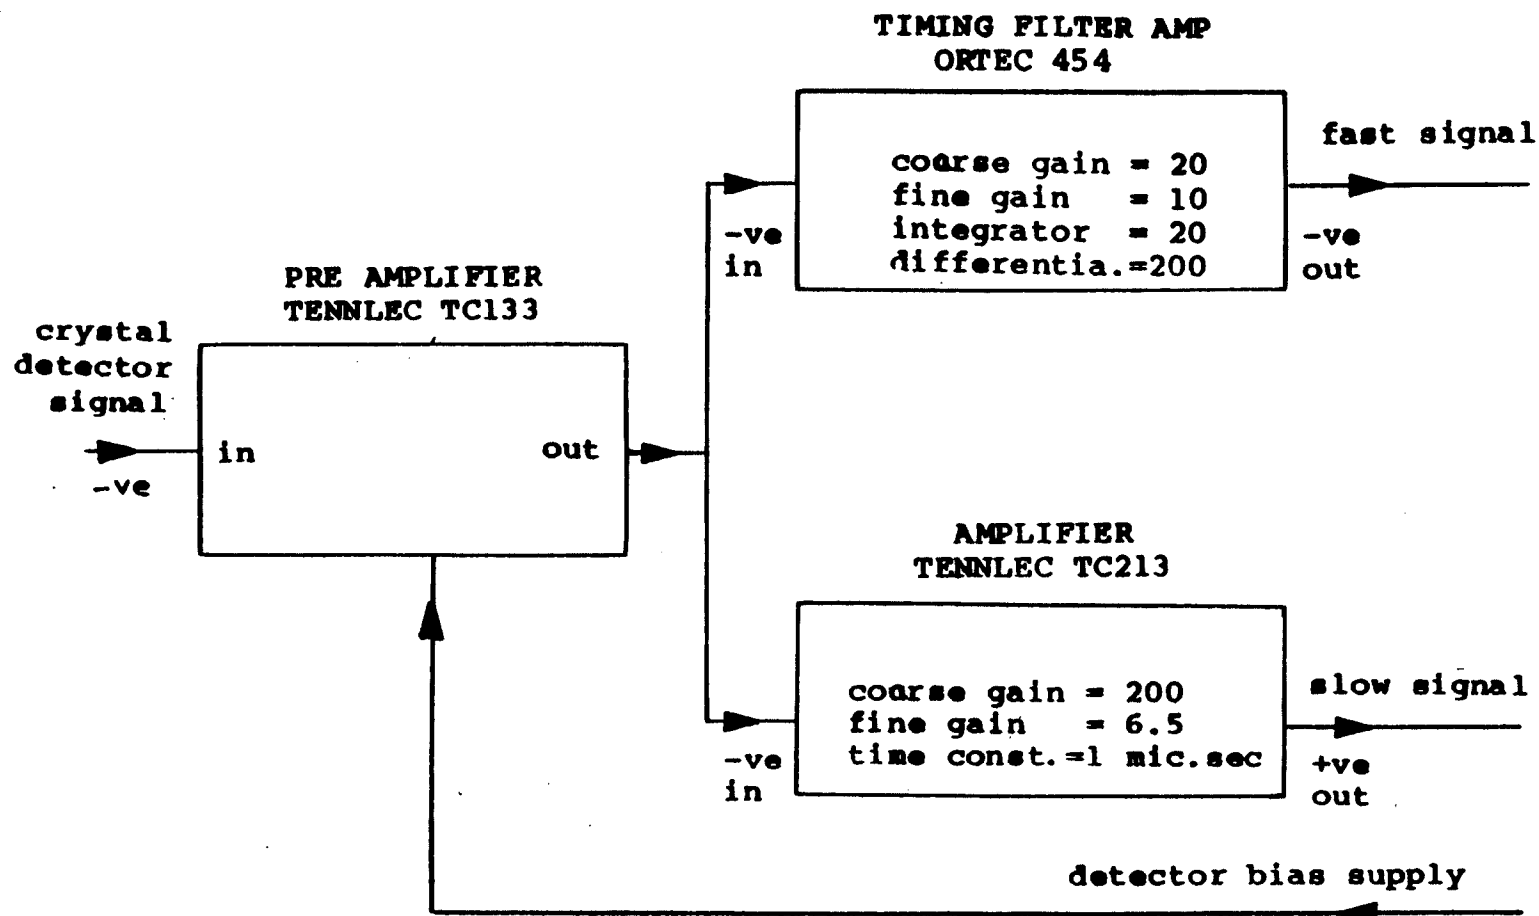 TIMING FILTER AMP
ORTEC 454
coarse gain = 20
fine gain = 10
integrator = 20
differentia.=200
fast signal
-ve
in
-ve
out
PRE AMPLIFIER
TENNLEC TC133
crystal
detector
signal
-ve
in
out
AMPLIFIER
TENNLEC TC213
coarse gain = 200
fine gain = 6.5
time const.=1 mic.sec
slow signal
-ve
in
+ve
out
detector bias supply